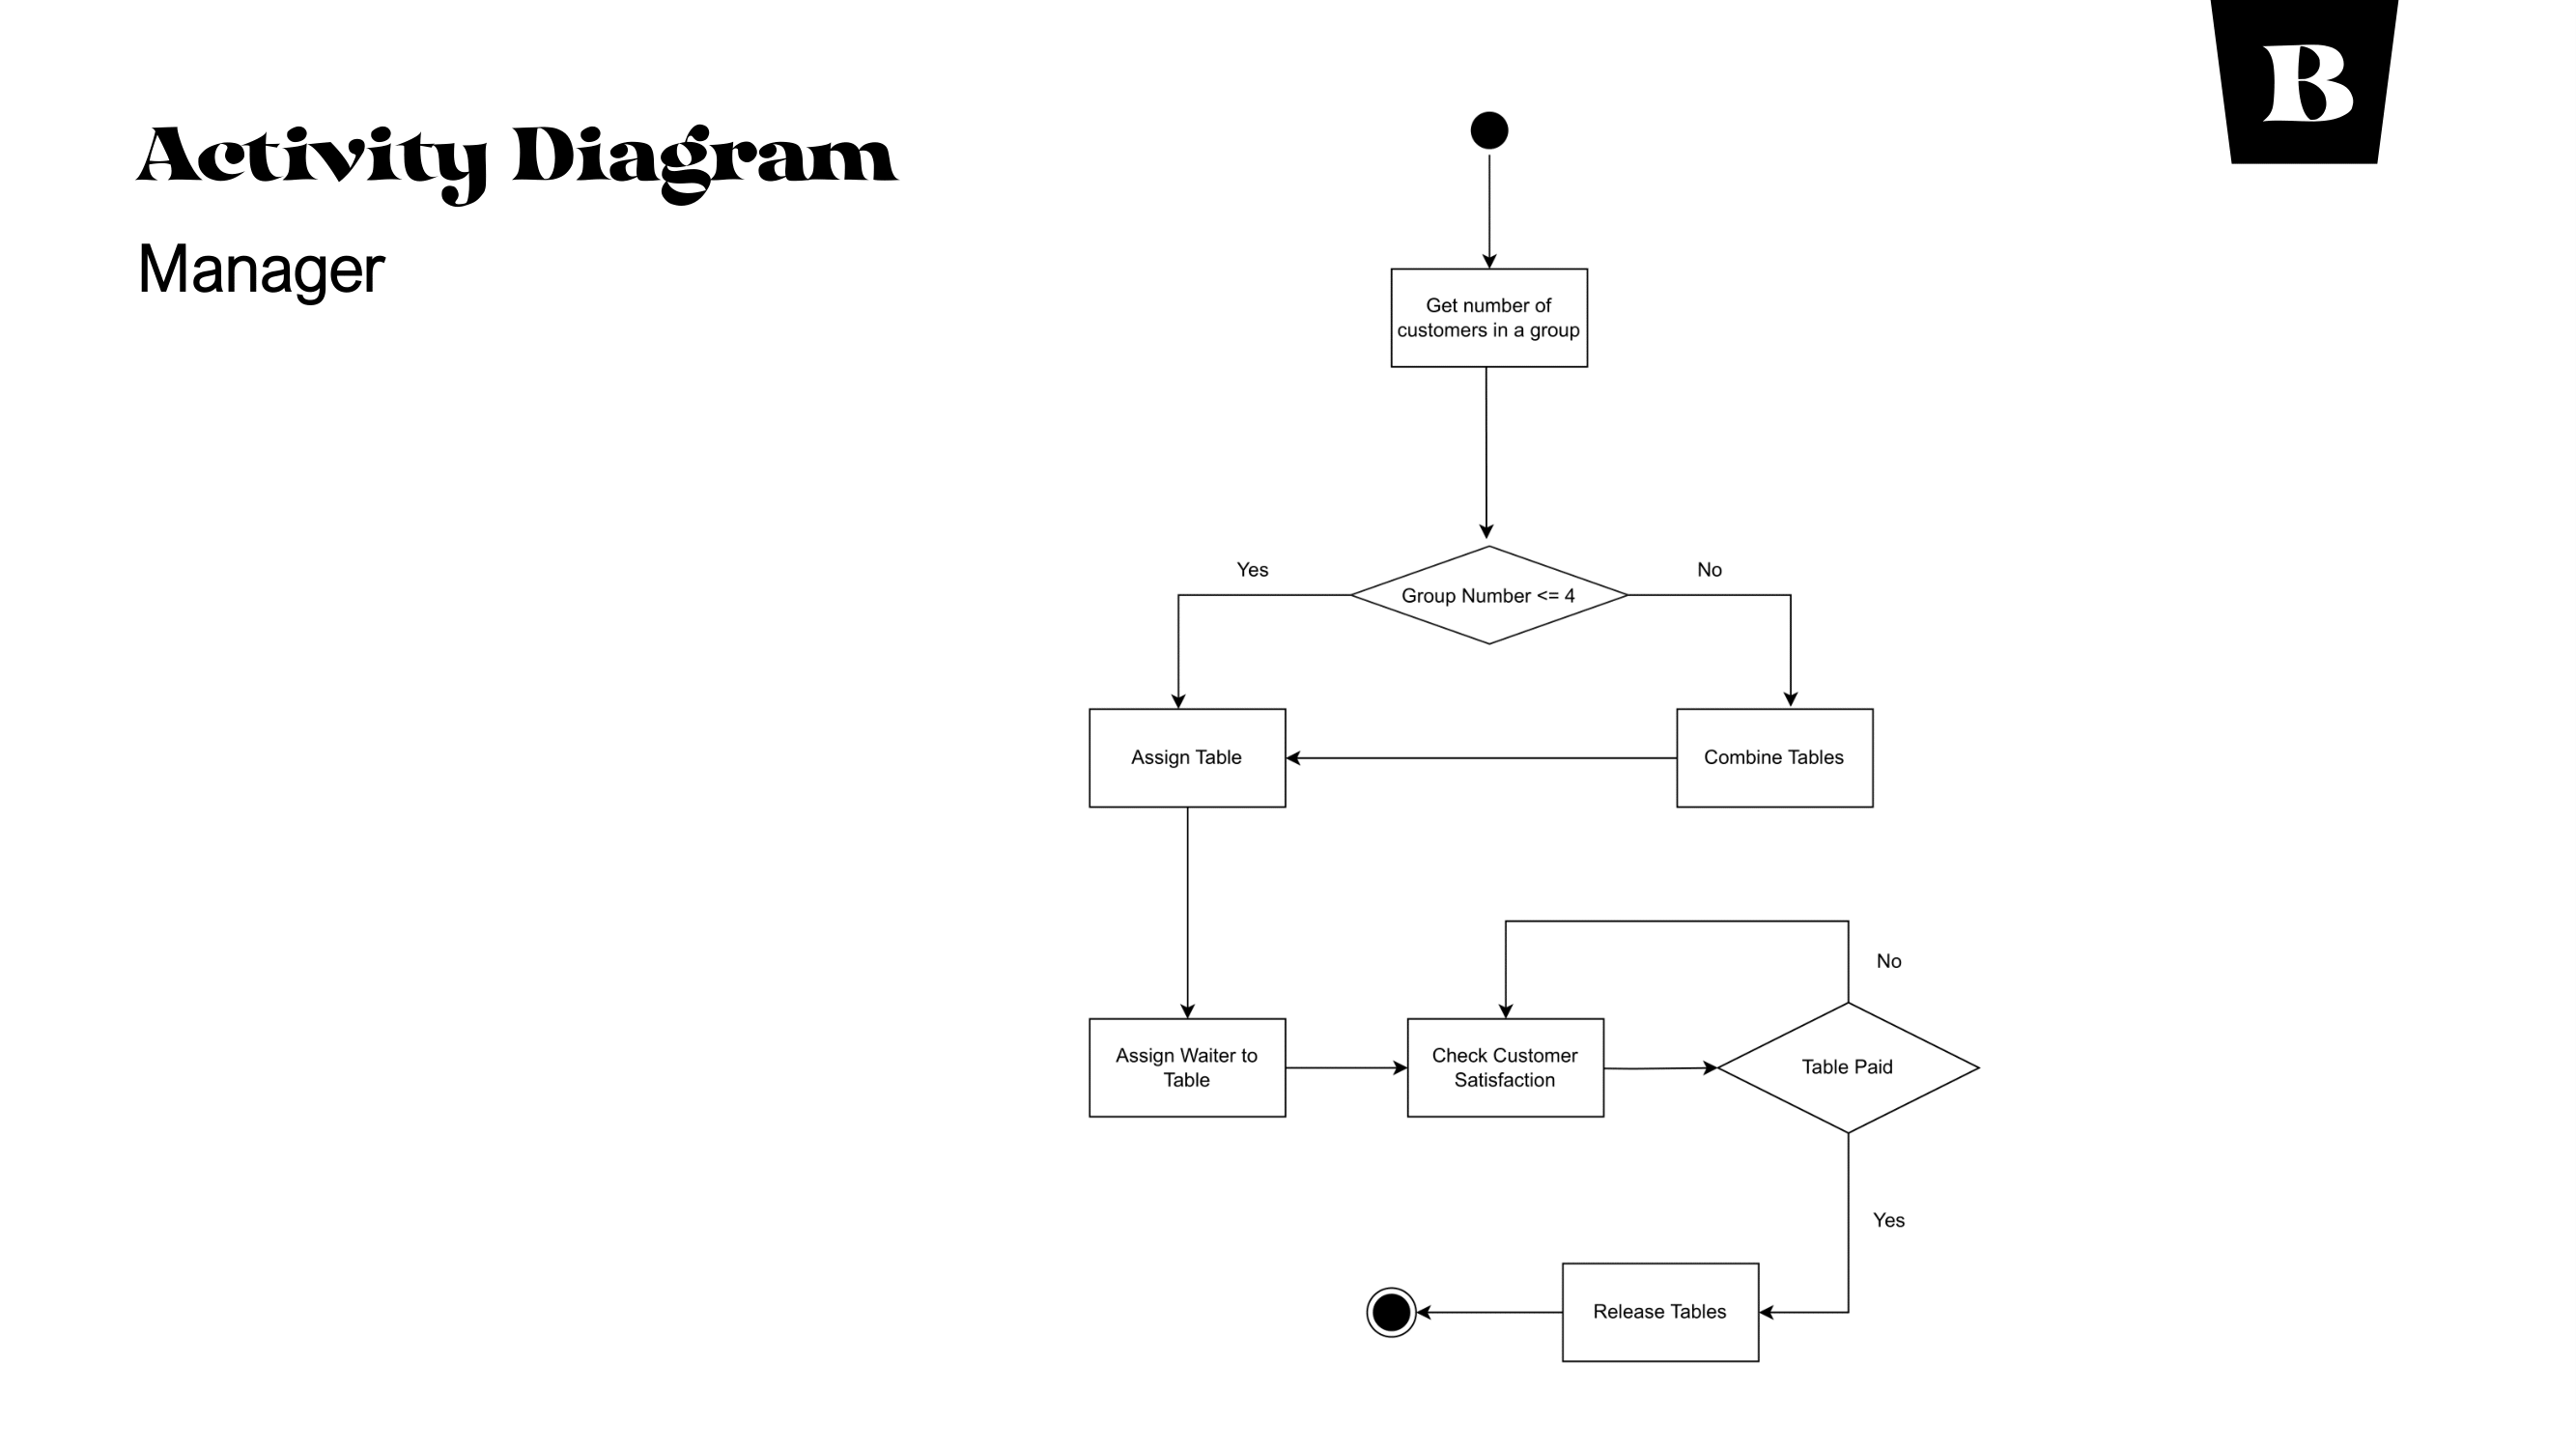 B
Activity Diagram
Manager
Get number of
customers in a group
Yes
No
Group Number <= 4
Assign Table
Combine Tables
No
Assign Waiter to
Table
Check Customer
Satisfaction
Table Paid
Yes
Release Tables